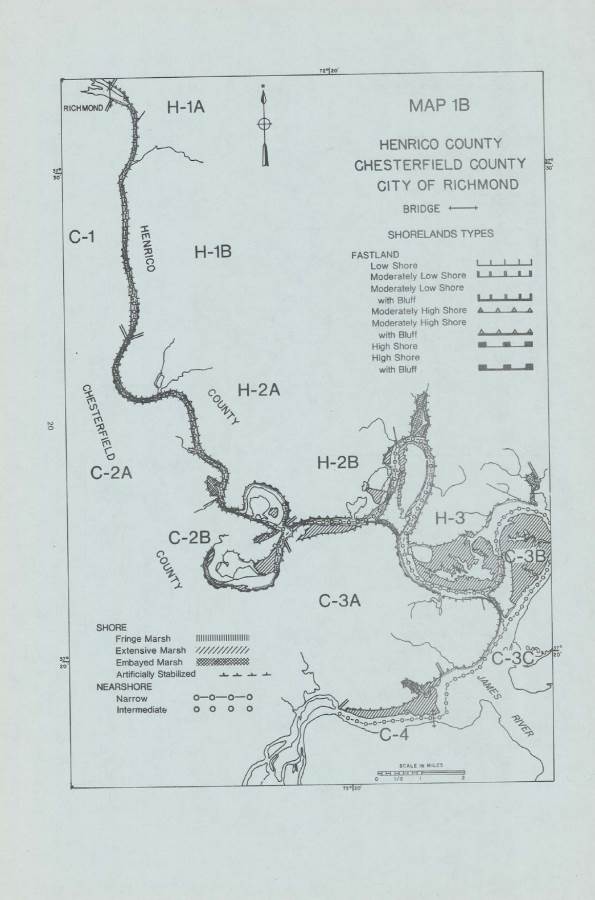 72° 20'
RICHMOND
H-1A
MAP 1B
HENRICO COUNTY
CHESTERFIELD COUNTY
CITY OF RICHMOND
BRIDGE
SHORELANDS TYPES
FASTLAND
Low Shore
Moderately Low Shore
Moderately Low Shore
with Bluff
Moderately High Shore
Moderately High Shore
with Bluff
High Shore
High Shore
with Bluff
C-1
HENRICO
H-1B
H-2A
COUNTY
CHESTERFIELD
20
C-2A
H-2B
H-3
C-2B
C-3B
COUNTY
C-3A
C-3C
SHORE
Fringe Marsh
Extensive Marsh
Embayed Marsh
Artificially Stabilized
NEARSHORE
Narrow
Intermediate
JAMES
RIVER
C-4
SCALE IN MILES
0 1/2 1 2